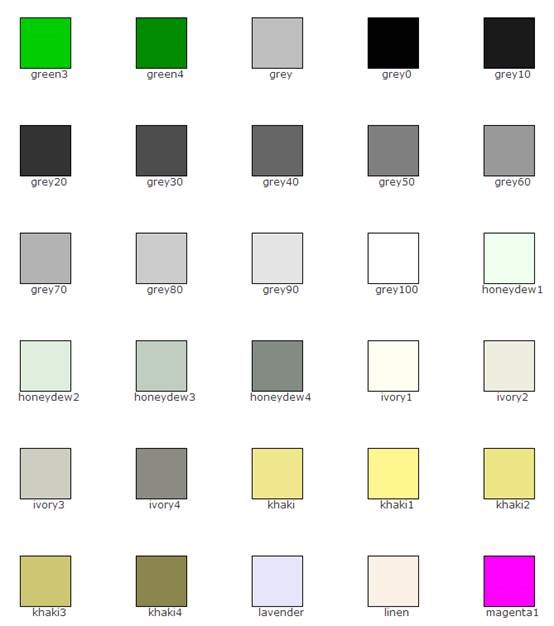 green3 green4 grey grey0 grey10
grey20 grey30 grey40 grey50 grey60
grey70 grey80 grey90 grey100 honeydew1
honeydew2 honeydew3 honeydew4 ivory1 ivory2
ivory3 ivory4 khaki khaki1 khaki2
khaki3 khaki4 lavender linen magenta1